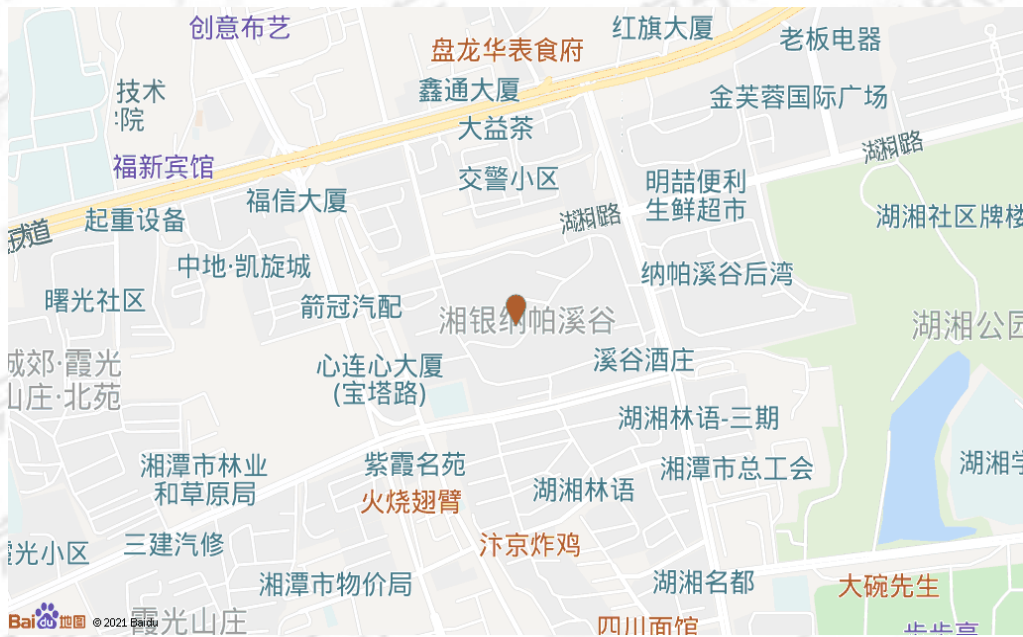 创意布艺
红旗大厦
老板电器
盘龙华表食府
技术
学院
鑫通大厦
金芙蓉国际广场
大益茶
湖湘路
福新宾馆
交警小区
明喆便利
生鲜超市
福信大厦
起重设备
湖湘路
湖湘社区牌楼
道
中地·凯旋城
纳帕溪谷后湾
曙光社区
箭冠汽配
湘银纳帕溪谷
湖湘公园
城郊·霞光
山庄·北苑
心连心大厦
(宝塔路)
溪谷酒庄
湖湘林语-三期
湘潭市林业
和草原局
紫霞名苑
湘潭市总工会
湖湘学
火烧翅臂
湖湘林语
霞光小区
三建汽修
汴京炸鸡
湘潭市物价局
湖湘名都
大碗先生
霞光山庄
四川面馆
步步高
Bai du 地图 © 2021 Baidu